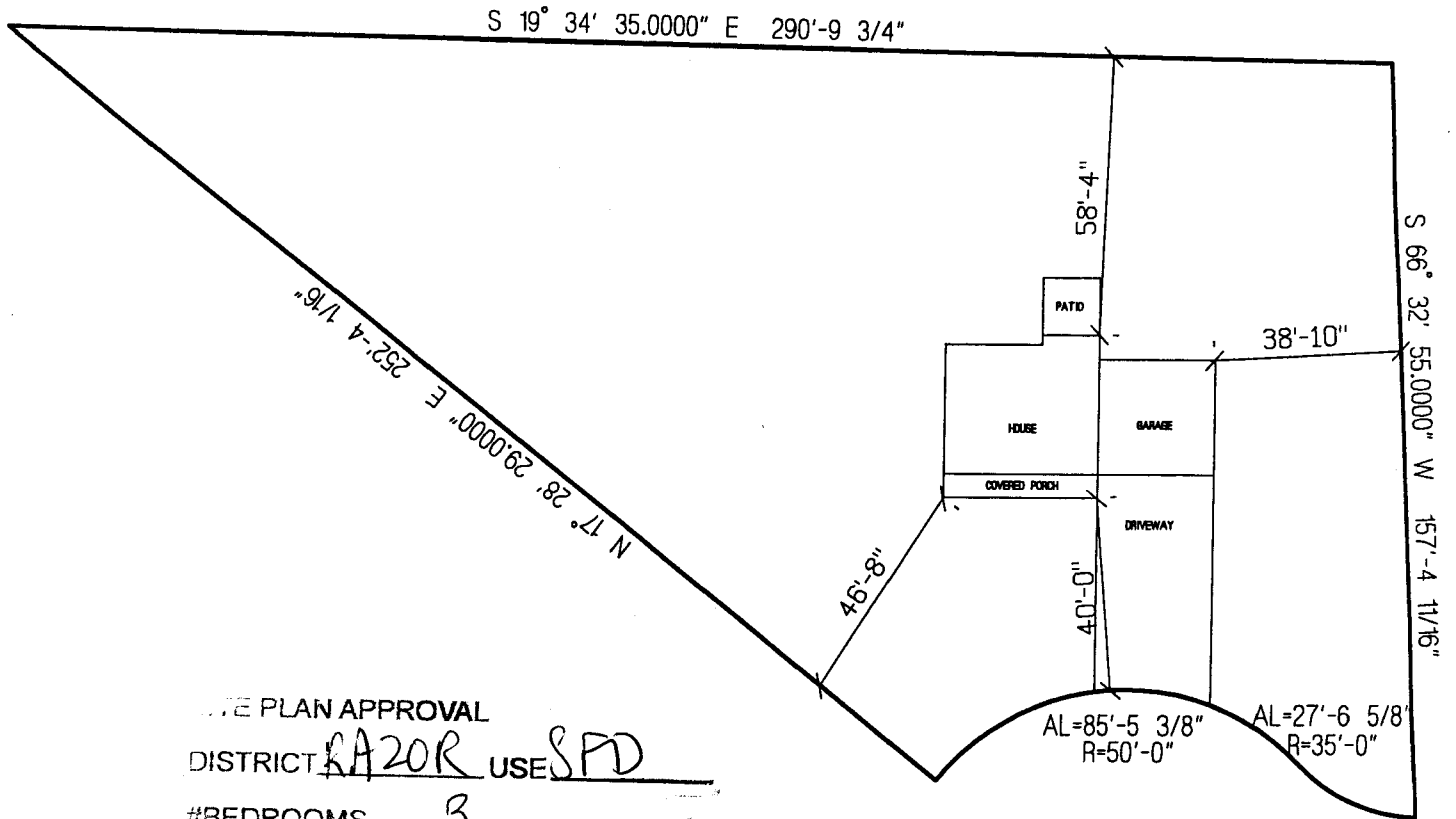 S 19° 34' 35.0000" E 290'-9 3/4"
58'-4"
S 66° 32' 55.0000" W 157'-4 11/16"
PATIO
38'-10"
N 17° 28' 29.0000" E 252'-4 1/16"
HOUSE
GARAGE
COVERED PORCH
DRIVEWAY
46'-8"
40'-0"
PLAN APPROVAL
DISTRICT RA20R USE SFD
#BEDROOMS 3
AL=85'-5 3/8"
R=50'-0"
AL=27'-6 5/8"
R=35'-0"